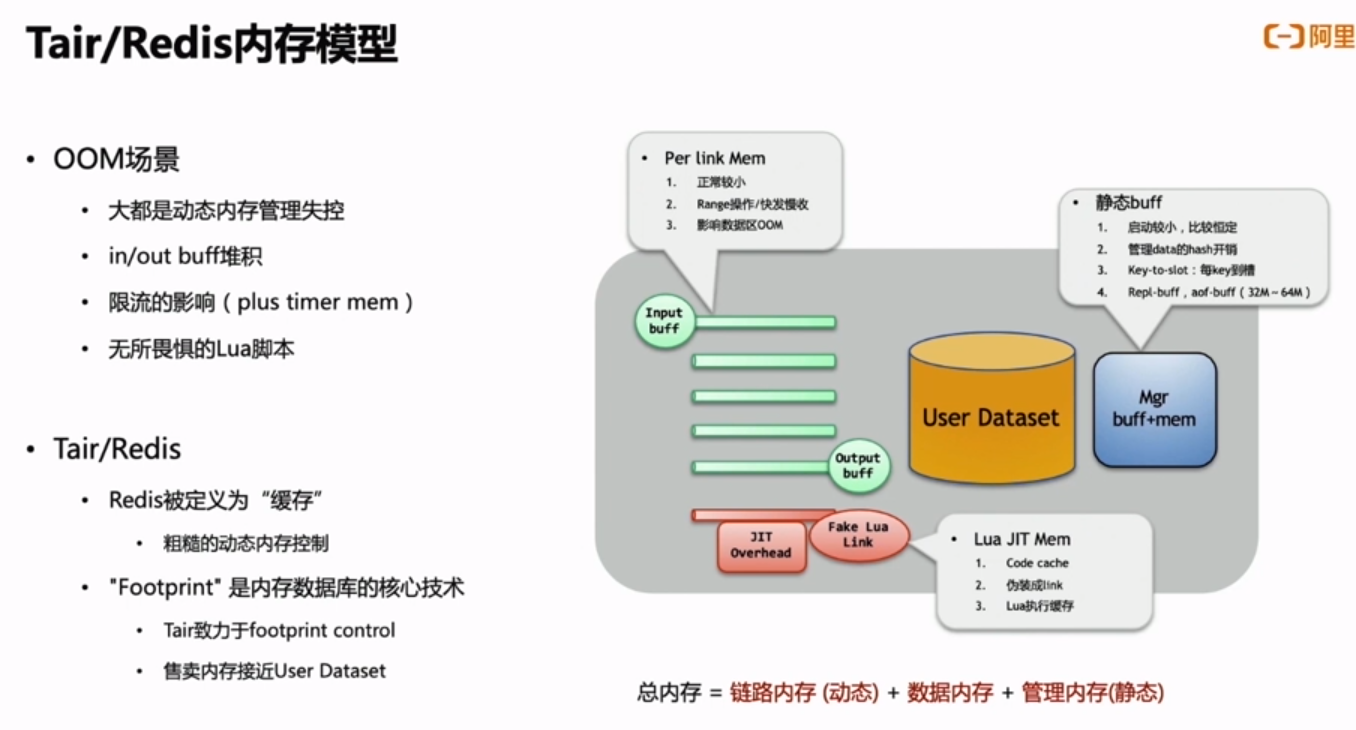 Tair/Redis内存模型
阿里
• OOM场景
• 大都是动态内存管理失控
• in/out buff堆积
• 限流的影响（plus timer mem）
• 无所畏惧的Lua脚本
• Tair/Redis
• Redis被定义为“缓存”
• 粗糙的动态内存控制
• "Footprint" 是内存数据库的核心技术
• Tair致力于footprint control
• 售卖内存接近User Dataset
• Per link Mem
1. 正常较小
2. Range操作/快发慢收
3. 影响数据区OOM
• 静态buff
1. 启动较小，比较恒定
2. 管理data的hash开销
3. Key-to-slot：每key到槽
4. Repl-buff，aof-buff（32M~64M）
Input
buff
User Dataset
Mgr
buff+mem
Output
buff
JIT
Overhead
Fake Lua
Link
• Lua JIT Mem
1. Code cache
2. 伪装成link
3. Lua执行缓存
总内存 = 链路内存 (动态) + 数据内存 + 管理内存(静态)